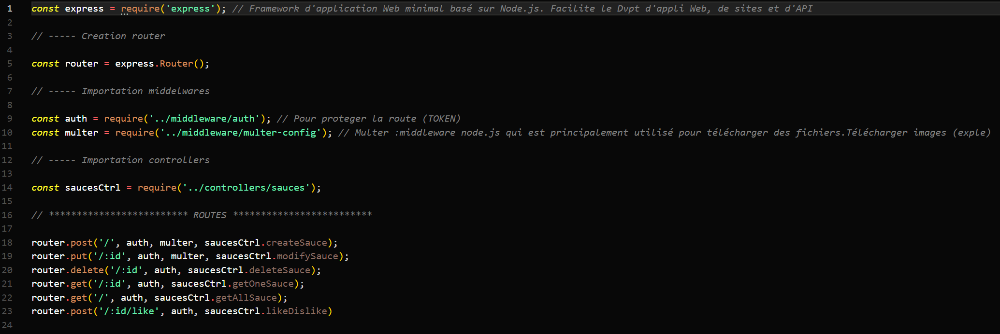 1 const express = require('express'); // Framework d'application Web minimal basé sur Node.js. Facilite le Dvpt d'appli Web, de sites et d'API
2
3 // ----- Creation router
4
5 const router = express.Router();
6
7 // ----- Importation middelwares
8
9 const auth = require('../middleware/auth'); // Pour proteger la route (TOKEN)
10 const multer = require('../middleware/multer-config'); // Multer :middleware node.js qui est principalement utilisé pour télécharger des fichiers.Télécharger images (exple)
11
12 // ----- Importation controllers
13
14 const saucesCtrl = require('../controllers/sauces');
15
16 // ************************* ROUTES *************************
17
18 router.post('/', auth, multer, saucesCtrl.createSauce);
19 router.put('/:id', auth, multer, saucesCtrl.modifySauce);
20 router.delete('/:id', auth, saucesCtrl.deleteSauce);
21 router.get('/:id', auth, saucesCtrl.getOneSauce);
22 router.get('/', auth, saucesCtrl.getAllSauce);
23 router.post('/:id/like', auth, saucesCtrl.likeDislike)
24